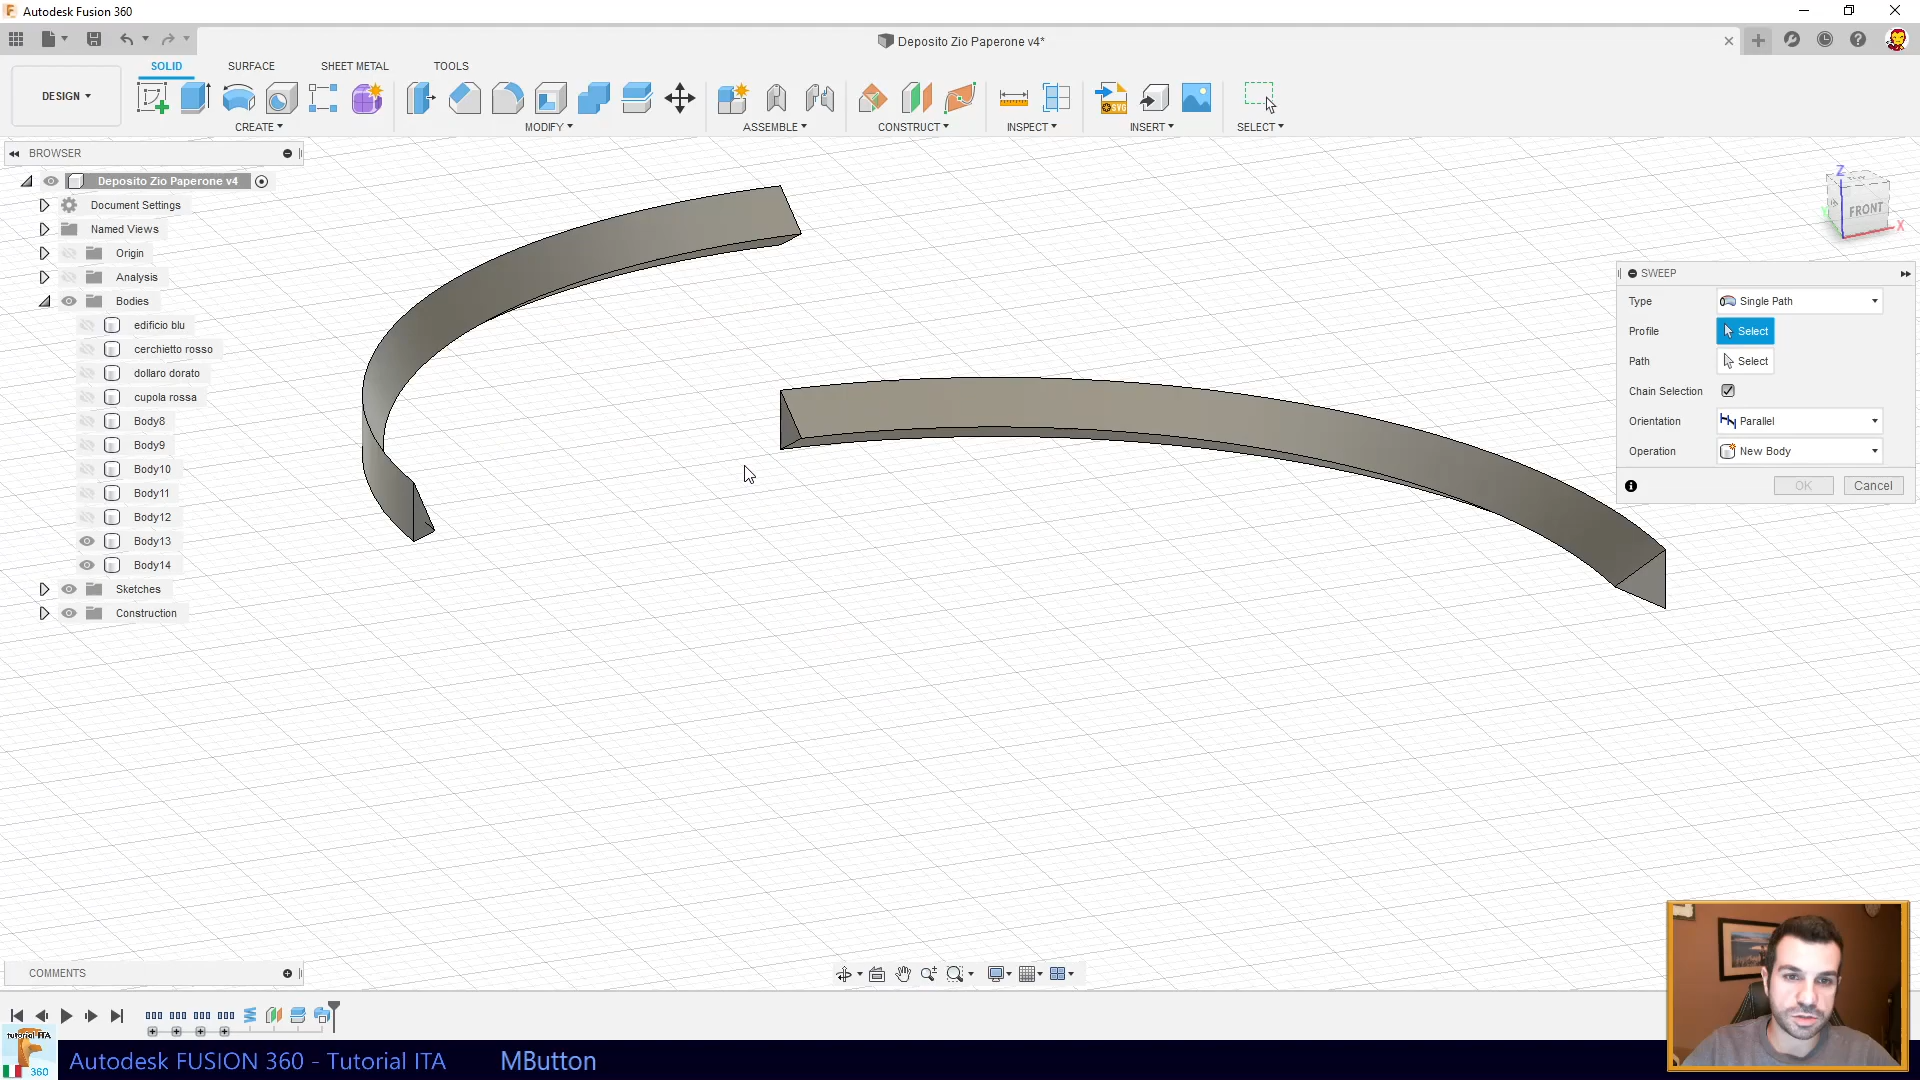 Autodesk Fusion 360
Deposito Zio Paperone v4*
DESIGN
SOLID
SURFACE
SHEET METAL
TOOLS
CREATE
MODIFY
ASSEMBLE
CONSTRUCT
INSPECT
INSERT
SELECT
BROWSER
Deposito Zio Paperone v4
Document Settings
Named Views
Origin
Analysis
Bodies
edificio blu
cerchietto rosso
dollaro dorato
cupola rossa
Body8
Body9
Body10
Body11
Body12
Body13
Body14
Sketches
Construction
Z
FRONT
X
SWEEP
Type Single Path
Profile Select
Path Select
Chain Selection
Orientation Parallel
Operation New Body
OK Cancel
COMMENTS
tutorial ITA
360
Autodesk FUSION 360 - Tutorial ITA MButton